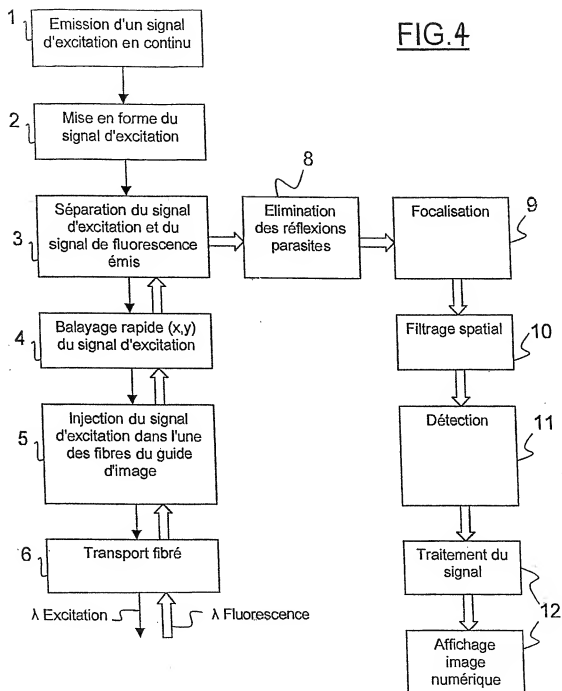 FIG.4
1
Emission d'un signal
d'excitation en continu
2
Mise en forme du
signal d'excitation
3
Séparation du signal
d'excitation et du
signal de fluorescence
émis
4
Balayage rapide (x,y)
du signal d'excitation
5
Injection du signal
d'excitation dans l'une
des fibres du guide
d'image
6
Transport fibré
λ Excitation
λ Fluorescence
8
Elimination
des réflexions
parasites
Focalisation
9
Filtrage spatial
10
Détection
11
Traitement du
signal
12
Affichage
image
numérique